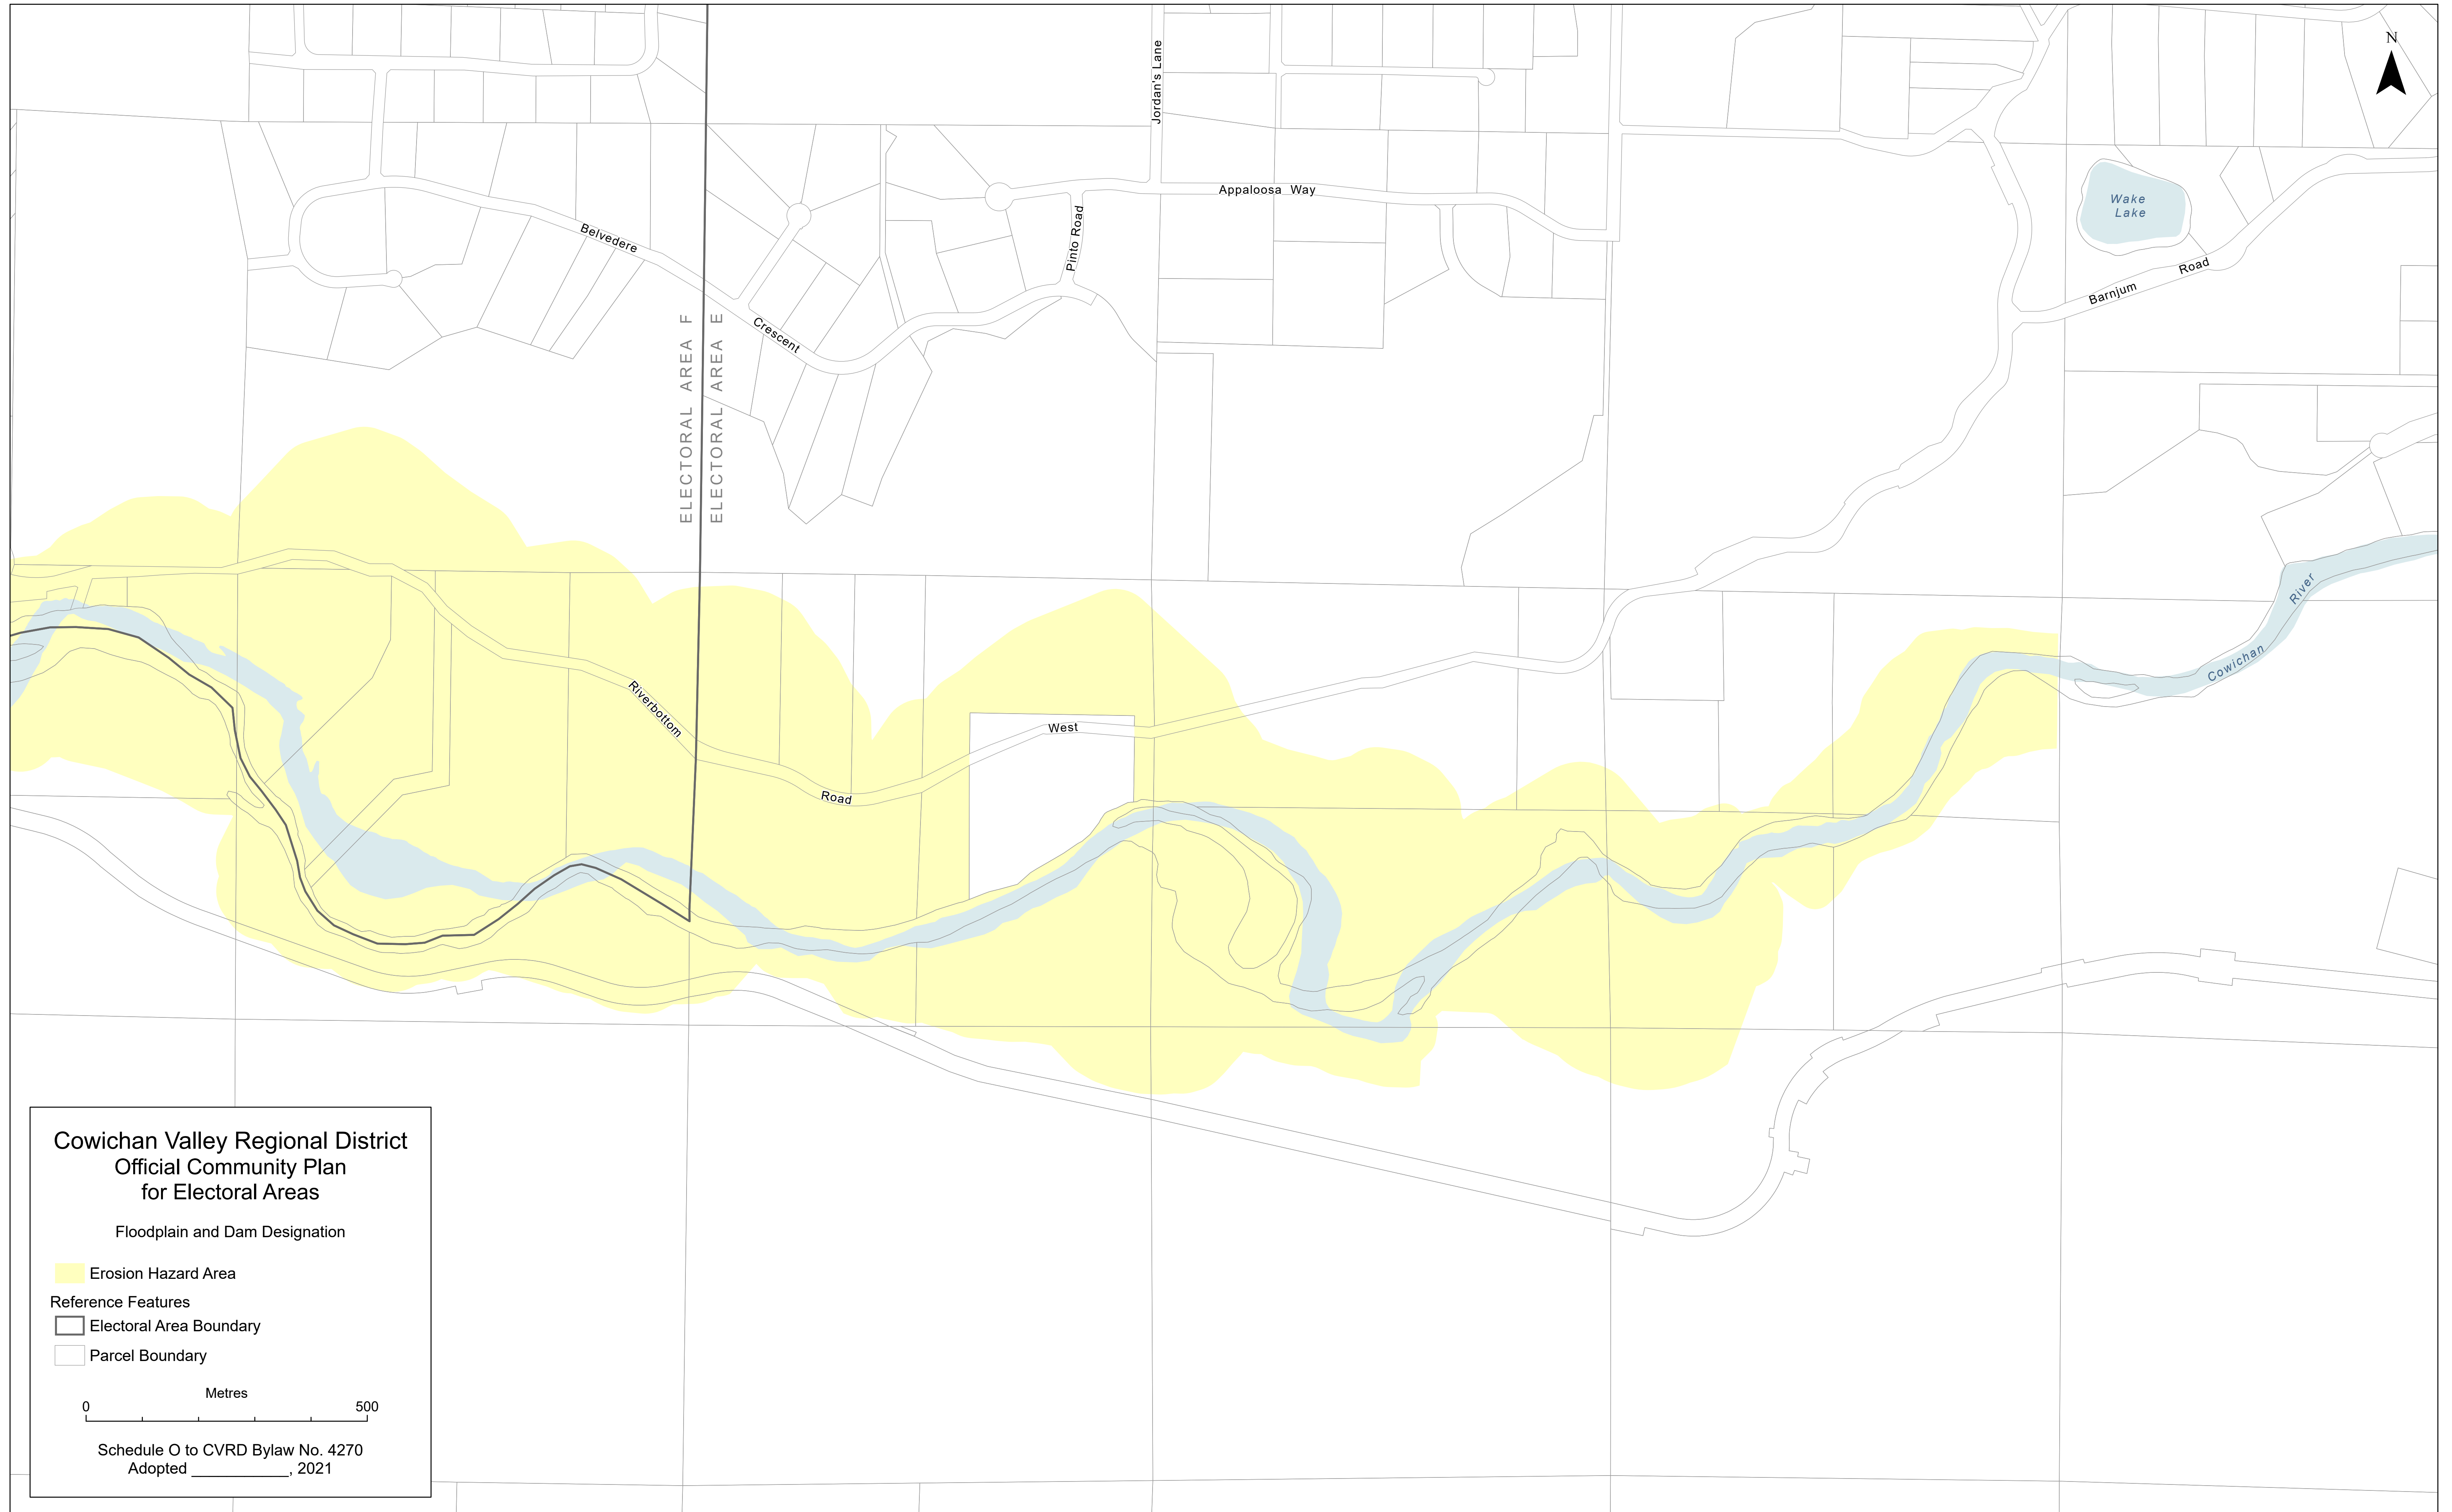 N
Jordan's Lane
Appaloosa Way
Wake
Lake
Pinto Road
Belvedere
Crescent
Barnjum
Road
ELECTORAL AREA F
ELECTORAL AREA E
River
Cowichan
Riverbottom
West
Road
Cowichan Valley Regional District
Official Community Plan
for Electoral Areas
Floodplain and Dam Designation
Erosion Hazard Area
Reference Features
Electoral Area Boundary
Parcel Boundary
Metres
0 500
Schedule O to CVRD Bylaw No. 4270
Adopted ___________, 2021